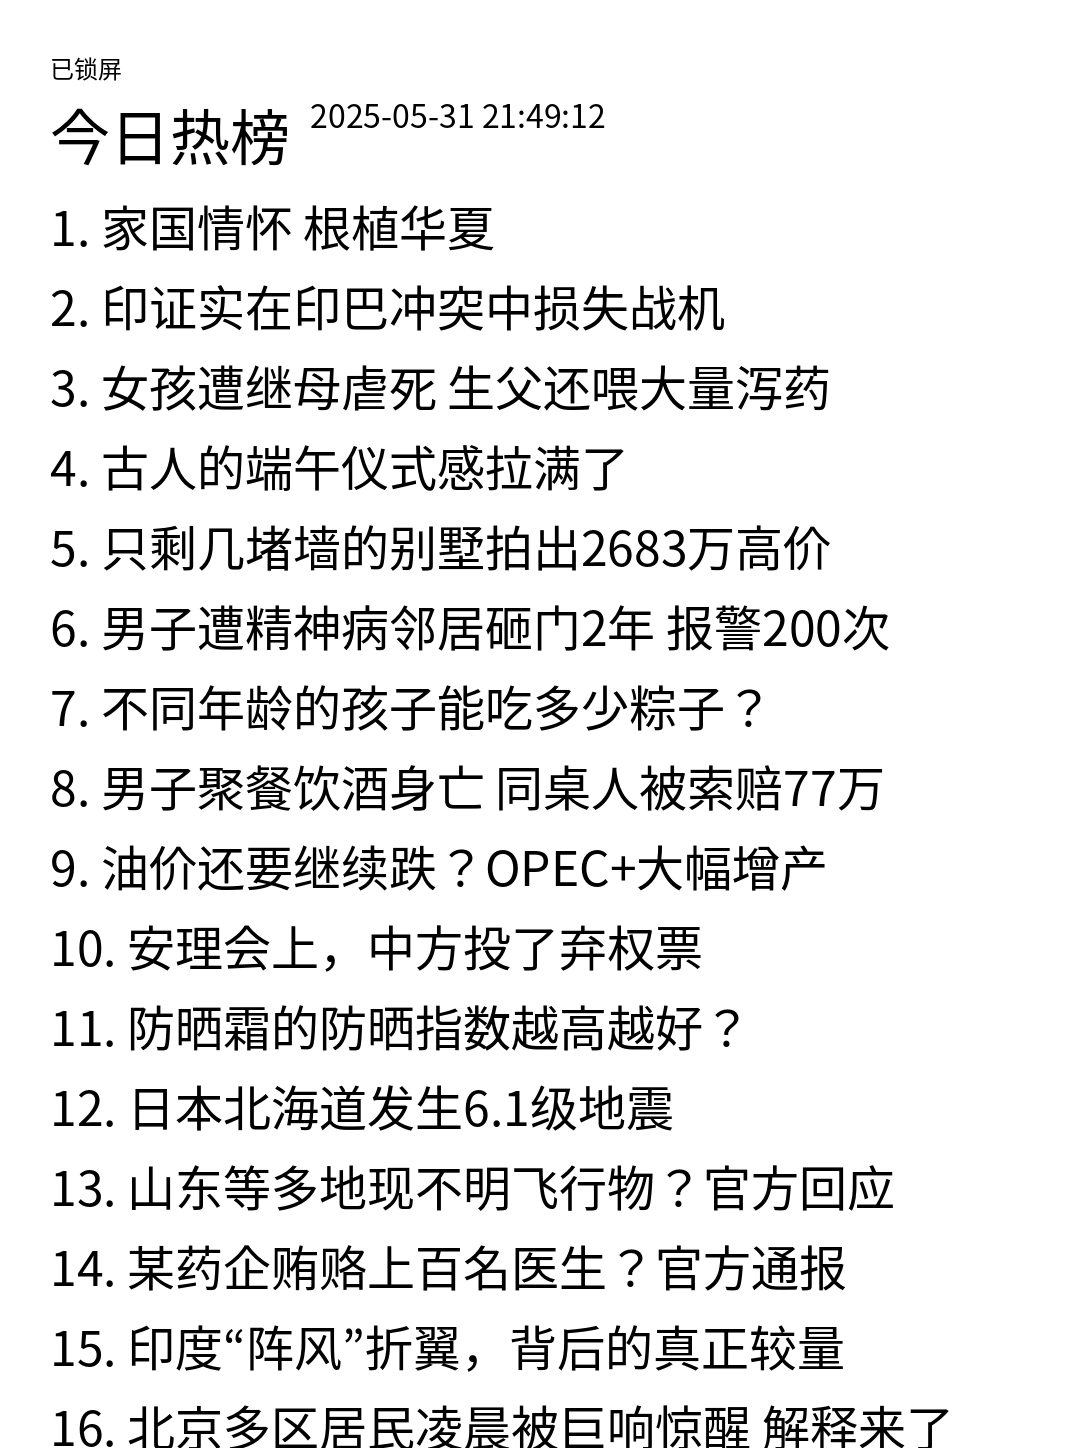 已锁屏
今日热榜 2025-05-31 21:49:12
1. 家国情怀 根植华夏
2. 印证实在印巴冲突中损失战机
3. 女孩遭继母虐死 生父还喂大量泻药
4. 古人的端午仪式感拉满了
5. 只剩几堵墙的别墅拍出2683万高价
6. 男子遭精神病邻居砸门2年 报警200次
7. 不同年龄的孩子能吃多少粽子？
8. 男子聚餐饮酒身亡 同桌人被索赔77万
9. 油价还要继续跌？OPEC+大幅增产
10. 安理会上，中方投了弃权票
11. 防晒霜的防晒指数越高越好？
12. 日本北海道发生6.1级地震
13. 山东等多地现不明飞行物？官方回应
14. 某药企贿赂上百名医生？官方通报
15. 印度“阵风”折翼，背后的真正较量
16. 北京多区居民凌晨被巨响惊醒 解释来了